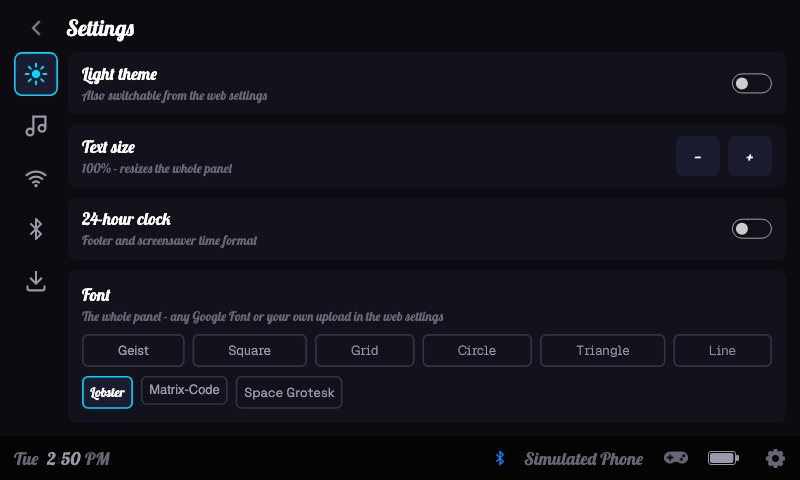 Settings
Light theme
Also switchable from the web settings
Text size
100% - resizes the whole panel
- +
24-hour clock
Footer and screensaver time format
Font
The whole panel - any Google Font or your own upload in the web settings
Geist Square Grid Circle Triangle Line
Lobster Matrix-Code Space Grotesk
Tue 2:50 PM Simulated Phone